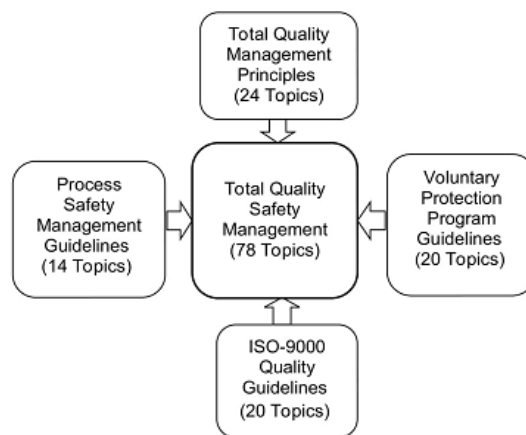 Total Quality
Management
Principles
(24 Topics)
Process
Safety
Management
Guidelines
(14 Topics)
Total Quality
Safety
Management
(78 Topics)
Voluntary
Protection
Program
Guidelines
(20 Topics)
ISO-9000
Quality
Guidelines
(20 Topics)